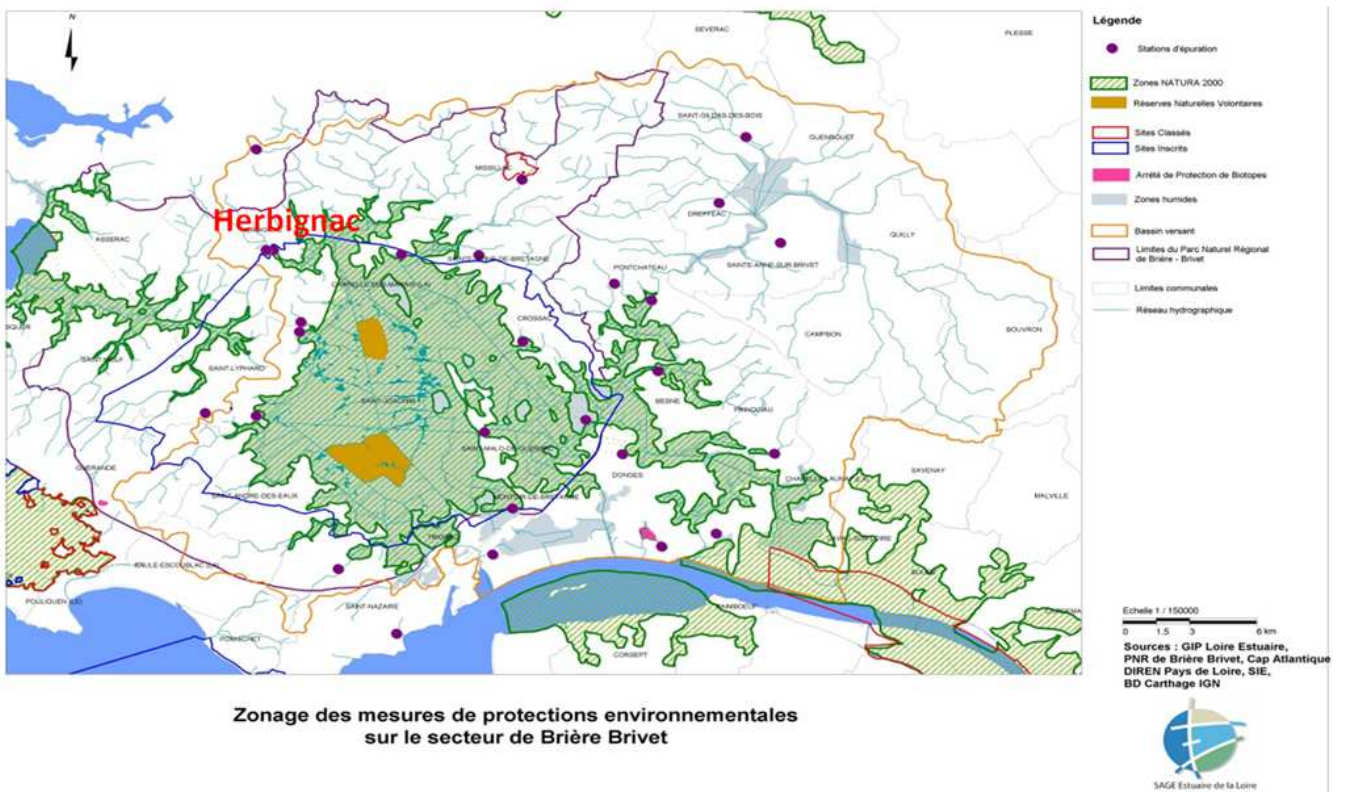 N
SEVERAC
PLESSE
SAINT-GILDAS-DES-BOIS
GUENROUET
MISSILLAC
DREFFEAC
Herbignac
ASSERAC
QUILLY
PONTCHATEAU
SAINTE-ANNE-SUR-BRIVET
CROSSAC
CAMPBON
BOUVRON
SAINT-LYPHARD
SAINT-JOACHIM
BESNE
PRINQUIAU
GUERANDE
DONGES
SAVENAY
MALVILLE
SAINT-ANDRE-DES-EAUX
MONTOIR-DE-BRETAGNE
BAULE-ESCOUBLAC (LA)
POULIGUEN (LE)
SAINT-NAZAIRE
PORNICHET
PAIMBOEUF
CORSEPT
Légende
Stations d'épuration
Zones NATURA 2000
Réserves Naturelles Volontaires
Sites Classés
Sites Inscrits
Arrêté de Protection de Biotopes
Zones humides
Bassin versant
Limites du Parc Naturel Régional
de Brière - Brivet
Limites communales
Réseau hydrographique
Echelle 1 / 150000
0 1,5 3 6 km
Sources : GIP Loire Estuaire,
PNR de Brière Brivet, Cap Atlantique
DIREN Pays de Loire, SIE,
BD Carthage IGN
Zonage des mesures de protections environnementales
sur le secteur de Brière Brivet
SAGE Estuaire de la Loire